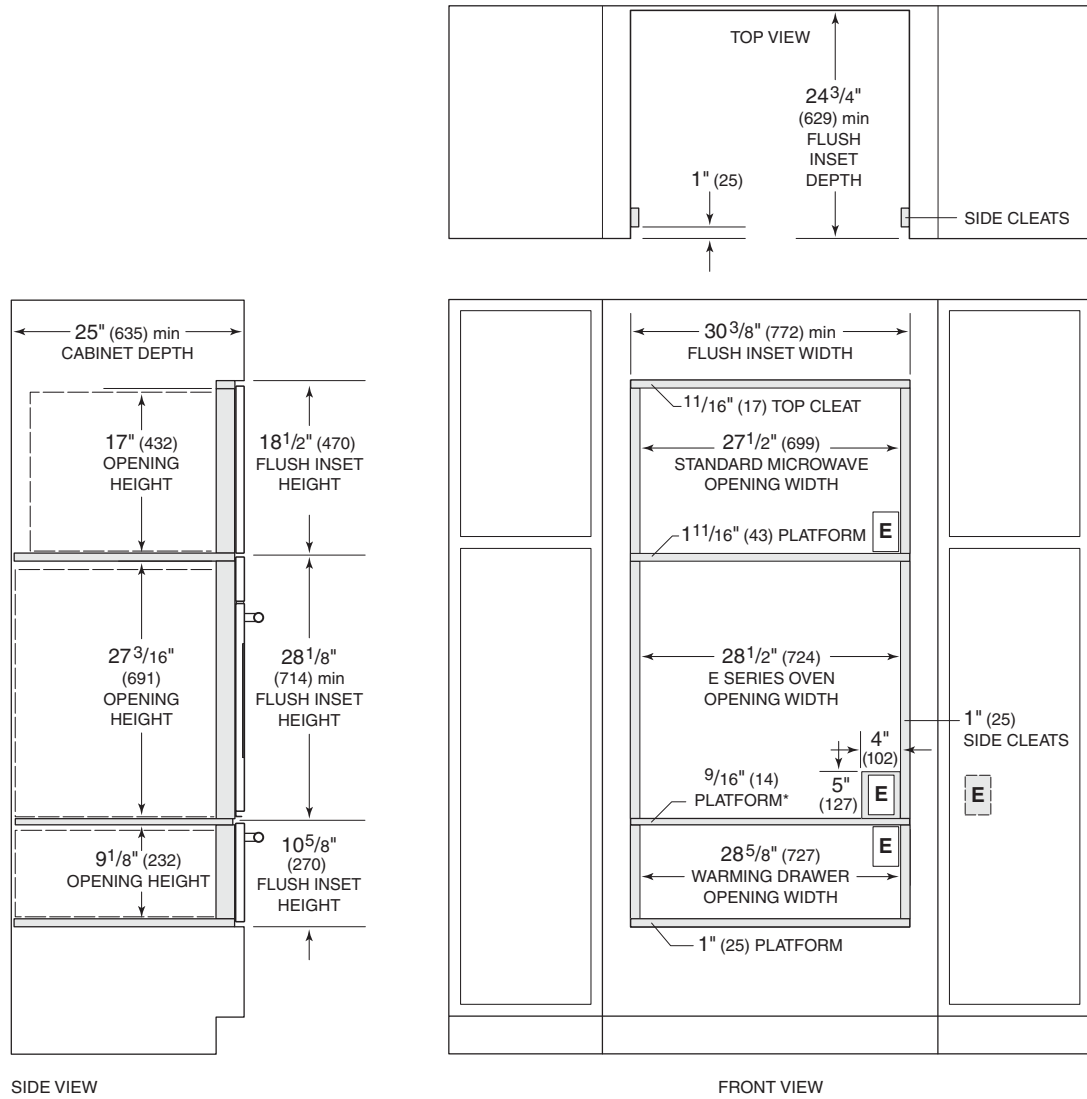 TOP VIEW
24 3/4"
(629) min
FLUSH
INSET
DEPTH
1" (25)
SIDE CLEATS
25" (635) min
CABINET DEPTH
17" (432)
OPENING
HEIGHT
18 1/2" (470)
FLUSH INSET
HEIGHT
27 3/16"
(691)
OPENING
HEIGHT
28 1/8"
(714) min
FLUSH INSET
HEIGHT
9 1/8" (232)
OPENING HEIGHT
10 5/8"
(270)
FLUSH INSET
HEIGHT
SIDE VIEW
30 3/8" (772) min
FLUSH INSET WIDTH
11/16" (17) TOP CLEAT
27 1/2" (699)
STANDARD MICROWAVE
OPENING WIDTH
E
1 11/16" (43) PLATFORM
28 1/2" (724)
E SERIES OVEN
OPENING WIDTH
1" (25)
SIDE CLEATS
4"
(102)
5"
(127)
E
E
9/16" (14)
PLATFORM*
E
28 5/8" (727)
WARMING DRAWER
OPENING WIDTH
1" (25) PLATFORM
FRONT VIEW